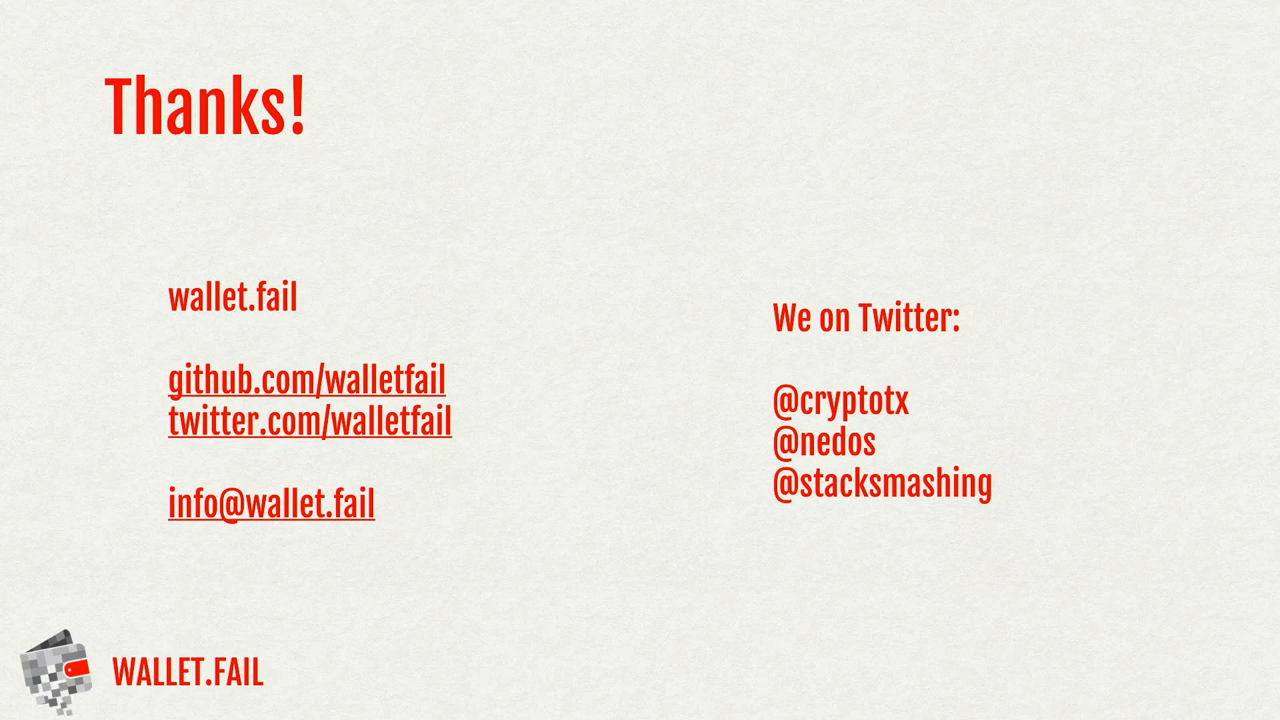 Thanks!
wallet.fail
github.com/walletfail
twitter.com/walletfail
info@wallet.fail
We on Twitter:
@cryptotx
@nedos
@stacksmashing
WALLET.FAIL